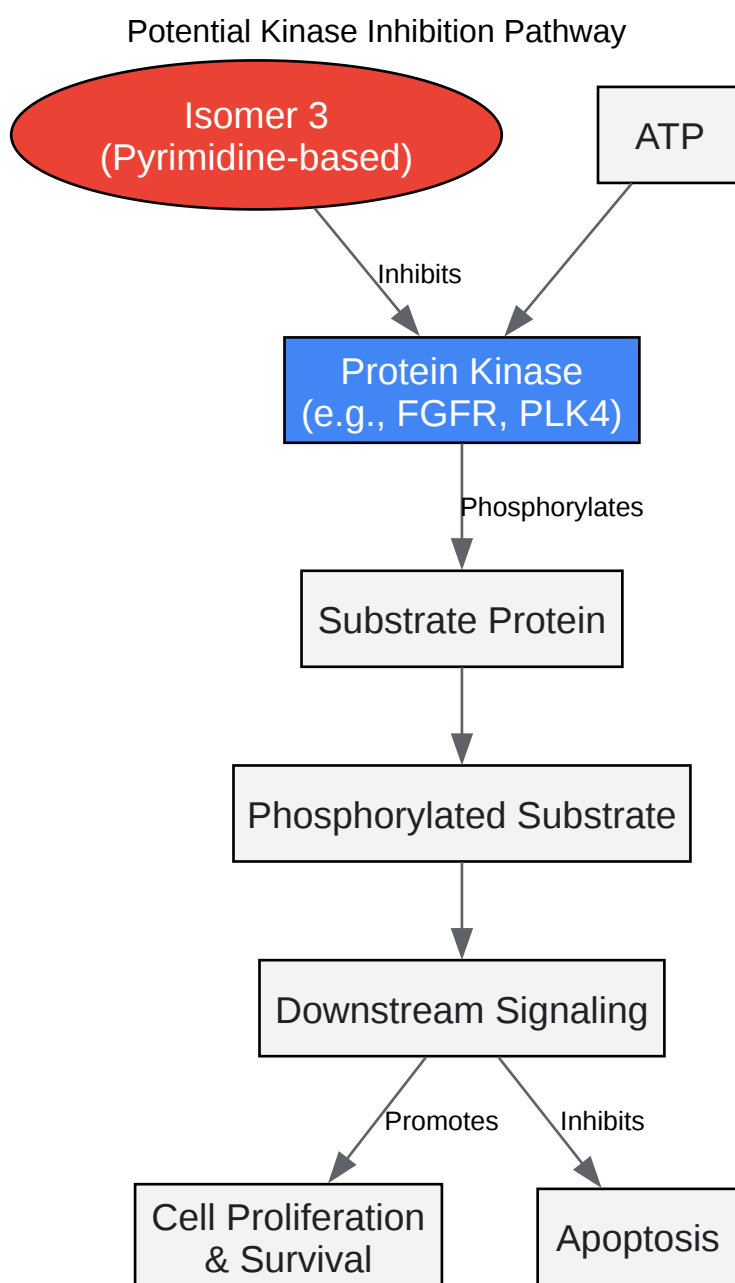 Potential Kinase Inhibition Pathway
Isomer 3
(Pyrimidine-based)
ATP
Inhibits
Protein Kinase
(e.g., FGFR, PLK4)
Phosphorylates
Substrate Protein
Phosphorylated Substrate
Downstream Signaling
Promotes
Inhibits
Cell Proliferation
& Survival
Apoptosis